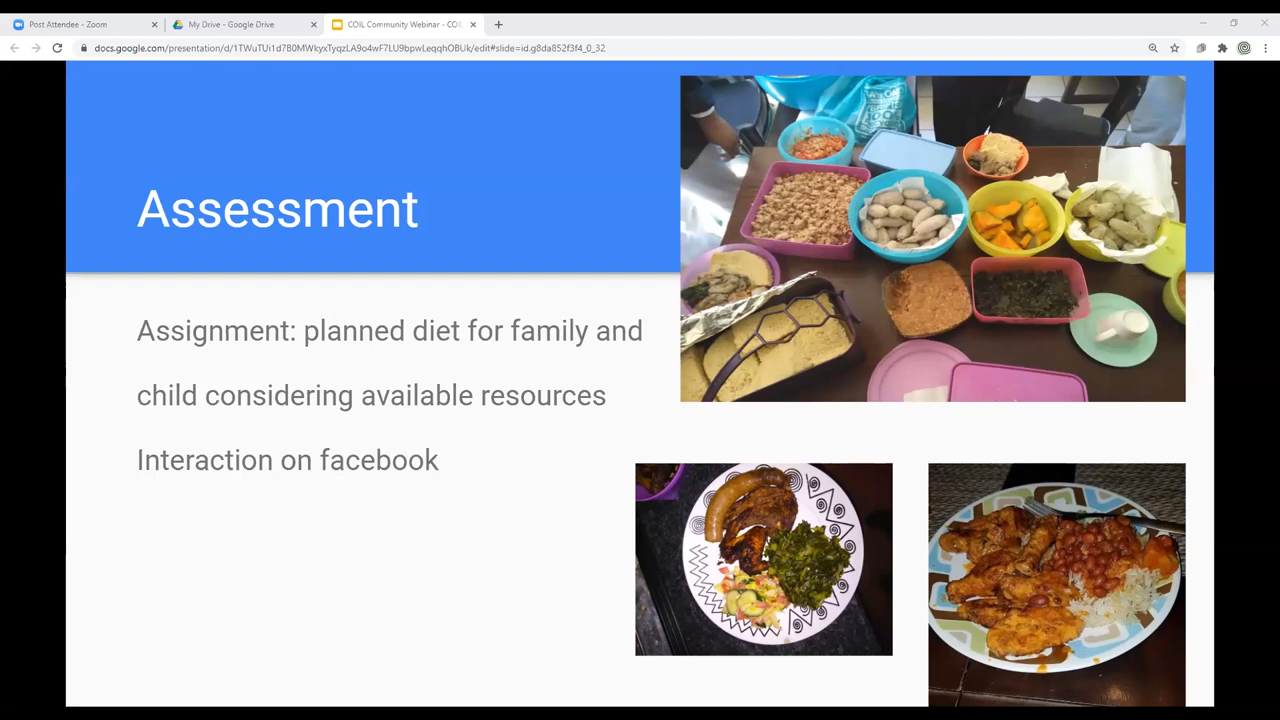 Post Attendee - Zoom
My Drive - Google Drive
COIL Community Webinar - COIL
docs.google.com/presentation/d/1TWuTUi1d7B0MWkyxTyqzLA9o4wF7LU9bpwLeqqhOBUk/edit#slide=id.g8da852f3f4_0_32
Assessment
Assignment: planned diet for family and
child considering available resources
Interaction on facebook